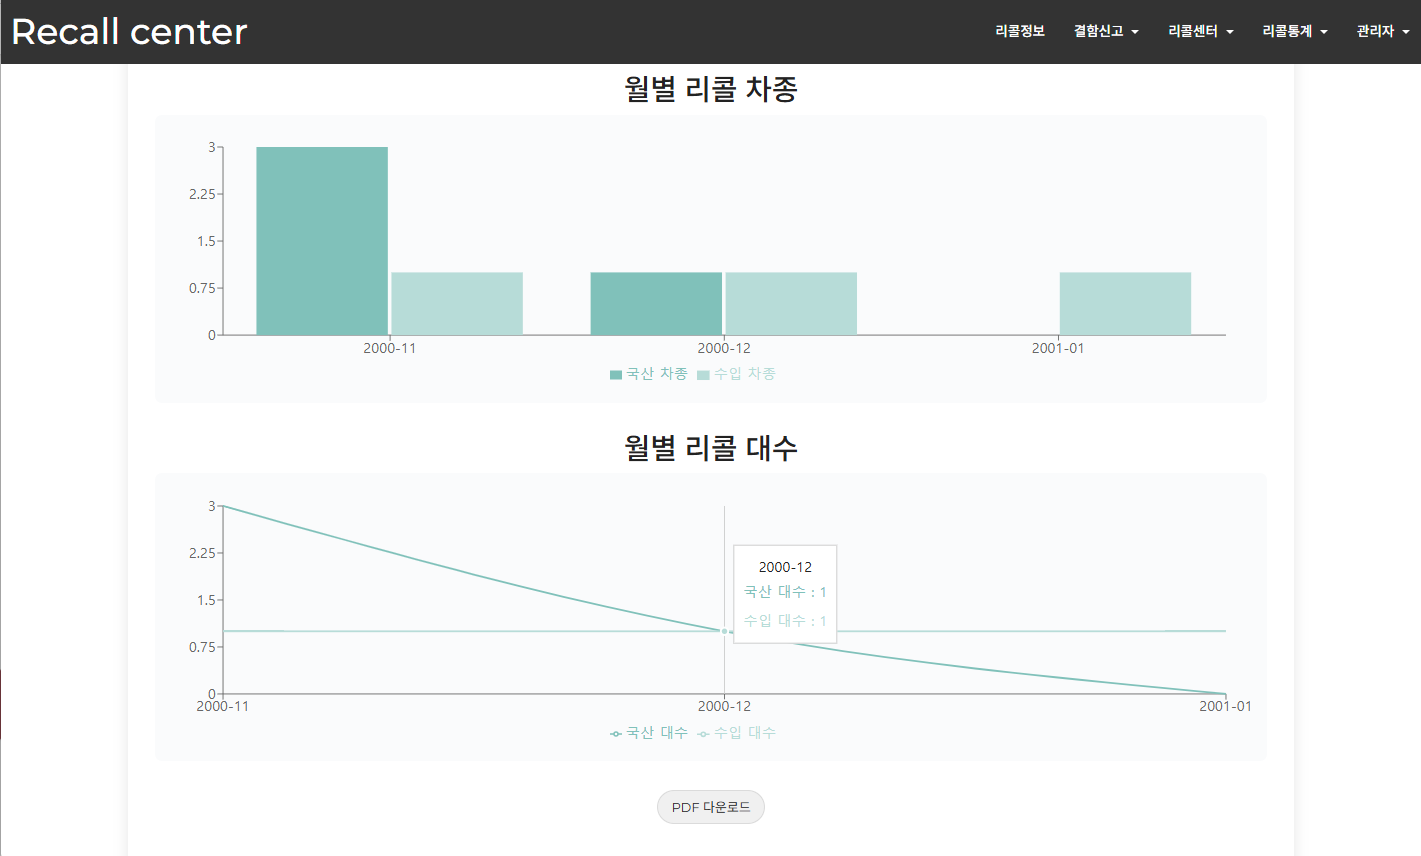 Recall center
리콜정보 결함신고 리콜센터 리콜통계 관리자
월별 리콜 차종
3
2.25
1.5
0.75
0
2000-11 2000-12 2001-01
국산 차종 수입 차종
월별 리콜 대수
3
2.25
1.5
0.75
0
2000-12
국산 대수 : 1
수입 대수 : 1
2000-11 2000-12 2001-01
국산 대수 수입 대수
PDF 다운로드